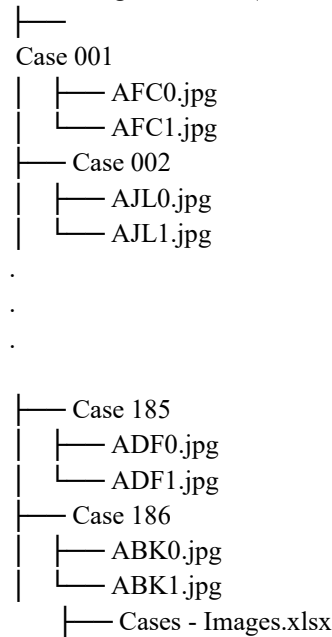 ├──
Case 001
│ ├── AFC0.jpg
│ └── AFC1.jpg
├── Case 002
│ ├── AJL0.jpg
│ └── AJL1.jpg
.
.
.
├── Case 185
│ ├── ADF0.jpg
│ └── ADF1.jpg
├── Case 186
│ ├── ABK0.jpg
│ └── ABK1.jpg
├── Cases - Images.xlsx